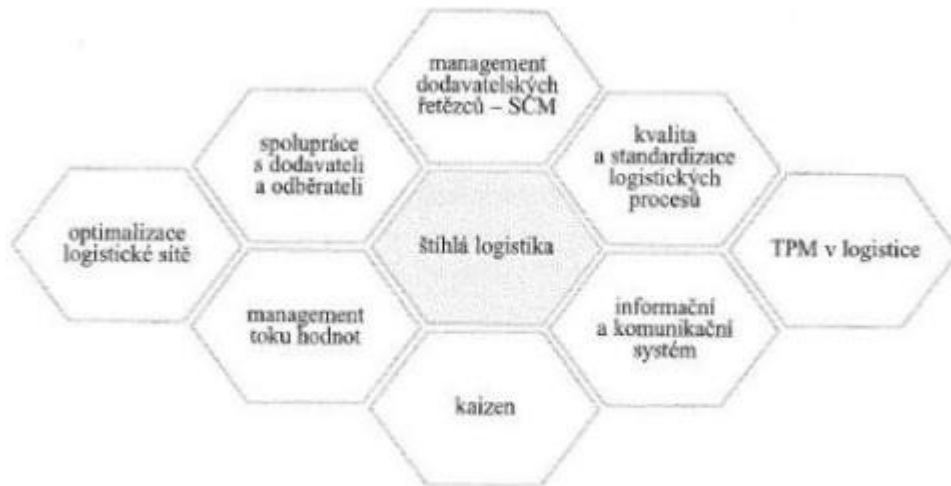 management
dodavatelských
řetězců – SCM
spolupráce
s dodavateli
a odběrateli
kvalita
a standardizace
logistických
procesů
optimalizace
logistické sítě
štíhlá logistika
TPM v logistice
management
toku hodnot
informační
a komunikační
systém
kaizen